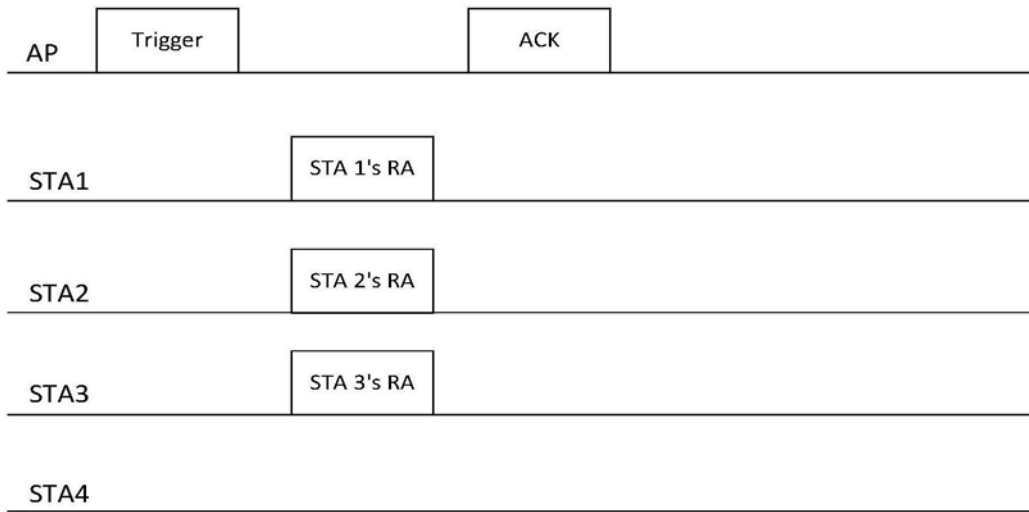 AP
Trigger
ACK
STA1
STA 1's RA
STA2
STA 2's RA
STA3
STA 3's RA
STA4